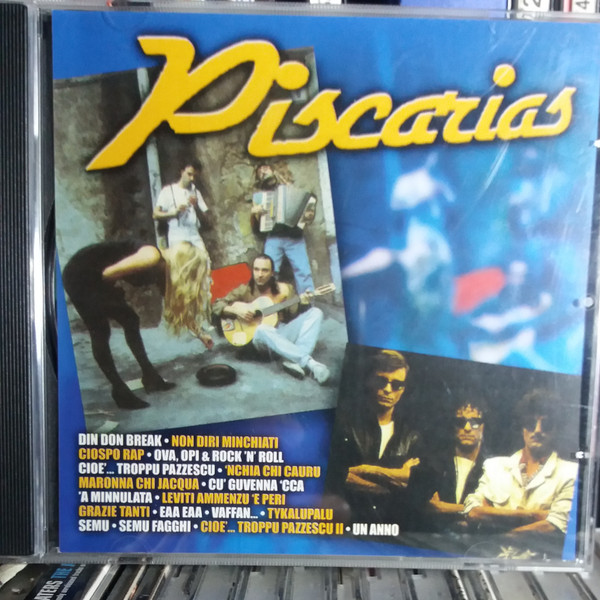 Piscarias
DIN DON BREAK • NON DIRI MINCHIATI
CIOSPO RAP • OVA, OPI & ROCK 'N' ROLL
CIOE'... TROPPU PAZZESCU • 'NCHIA CHI CAURU
MARONNA CHI JACQUA • CU' GUVENNA 'CCA
'A MINNULATA • LEVITI AMMENZU 'E PERI
GRAZIE TANTI • EAA EAA • VAFFAN... • TYKALUPALU
SEMU • SEMU FAGGHI • CIOE'... TROPPU PAZZESCU II • UN ANNO